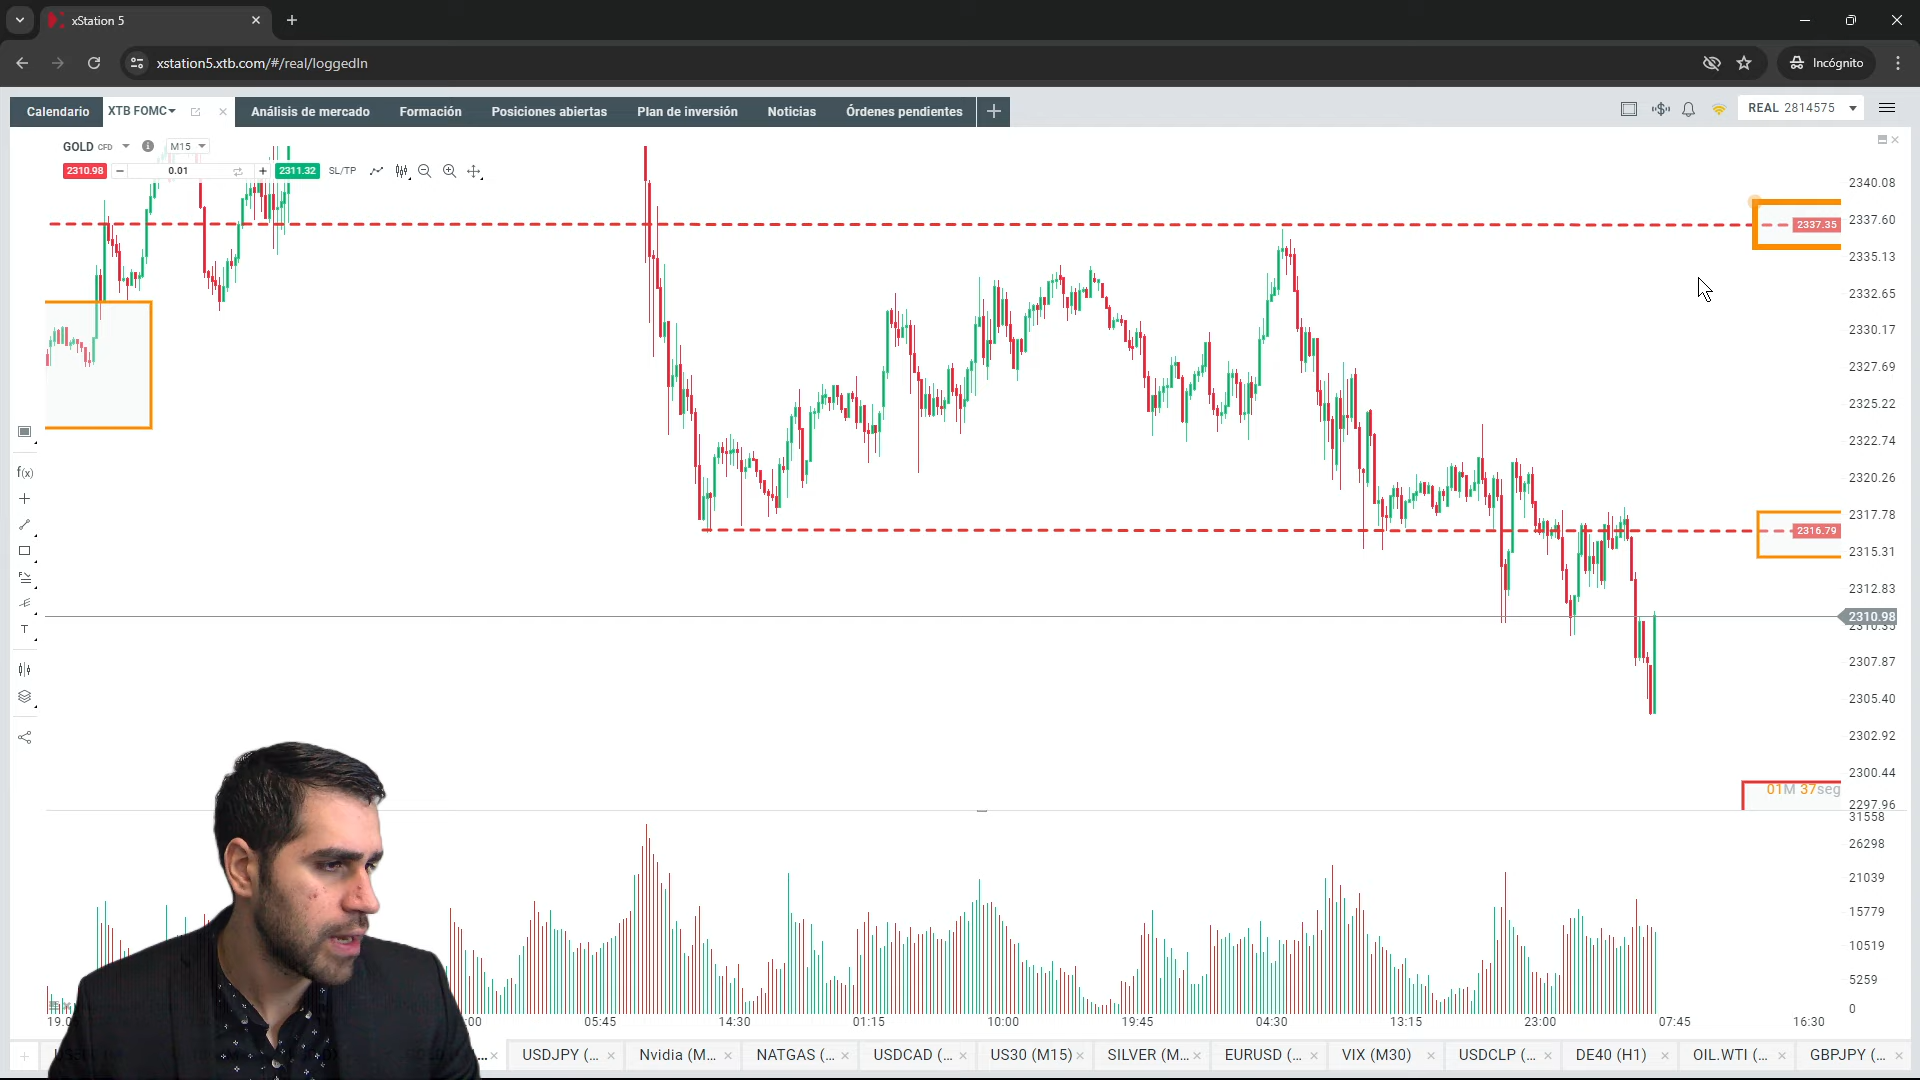 xStation 5
xstation5.xtb.com/#/real/loggedIn
Incógnito
Calendario
XTB FOMC
Análisis de mercado
Formación
Posiciones abiertas
Plan de inversión
Noticias
Órdenes pendientes
REAL 2814575
GOLD CFD
M15
2310.98
0.01
2311.32
SL/TP
2340.08
2337.60
2337.35
2335.13
2332.65
2330.17
2327.69
2325.22
2322.74
2320.26
2317.78
2316.79
2315.31
2312.83
2310.98
2310.35
2307.87
2305.40
2302.92
2300.44
01M 37seg
2297.96
31558
26298
21039
15779
10519
5259
0
f(x)
T
05:45
14:30
01:15
10:00
19:45
04:30
13:15
23:00
07:45
16:30
USDJPY (...
Nvidia (M...
NATGAS (...
USDCAD (...
US30 (M15)
SILVER (M...
EURUSD (...
VIX (M30)
USDCLP (...
DE40 (H1)
OIL.WTI (...
GBPJPY (...